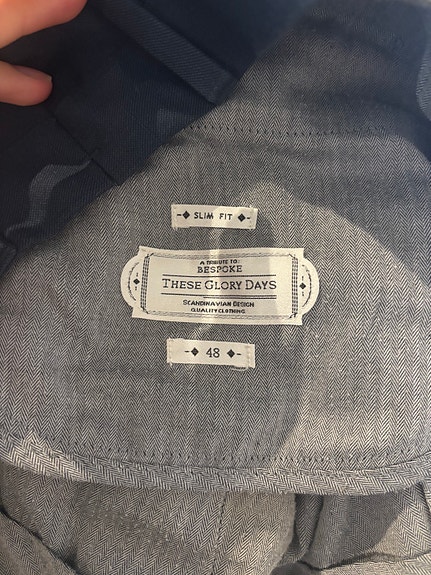 SLIM FIT
A TRIBUTE TO:
BESPOKE
THESE GLORY DAYS
SCANDINAVIAN DESIGN
QUALITY CLOTHING
48